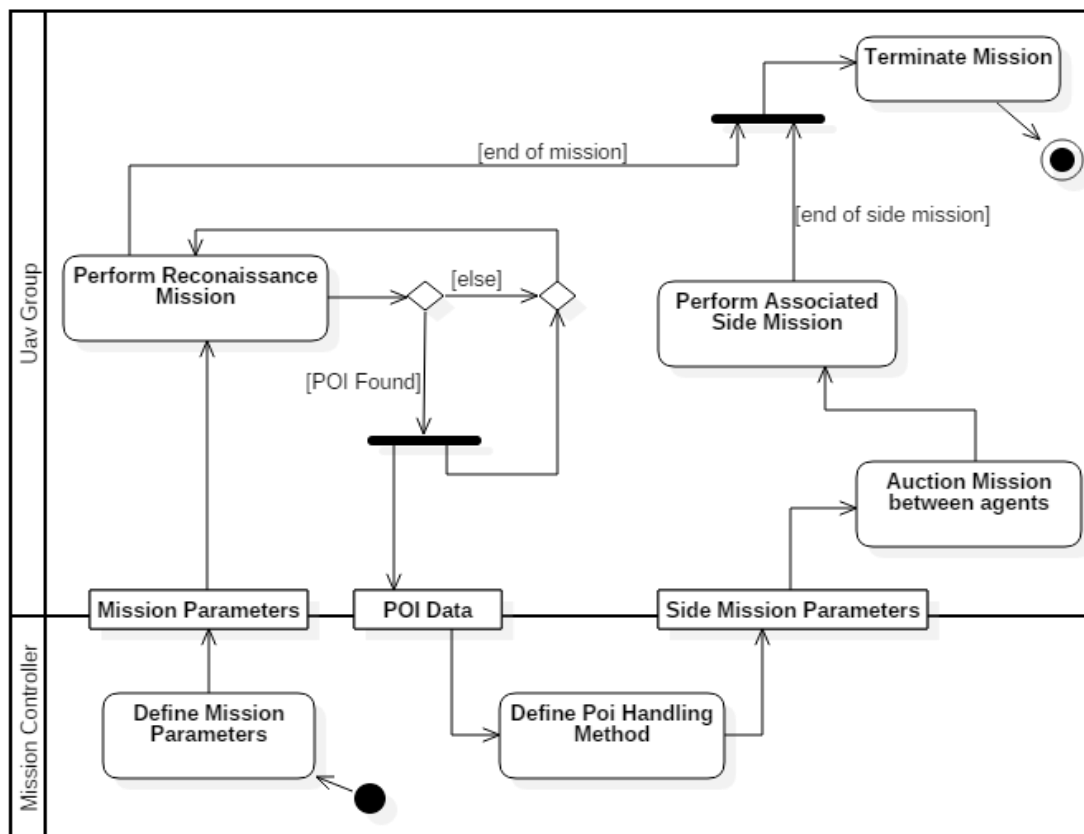 Terminate Mission
[end of mission]
[end of side mission]
Uav Group
Perform Reconaissance
Mission
[else]
Perform Associated
Side Mission
[POI Found]
Auction Mission
between agents
Mission Parameters
POI Data
Side Mission Parameters
Mission Controller
Define Mission
Parameters
Define Poi Handling
Method